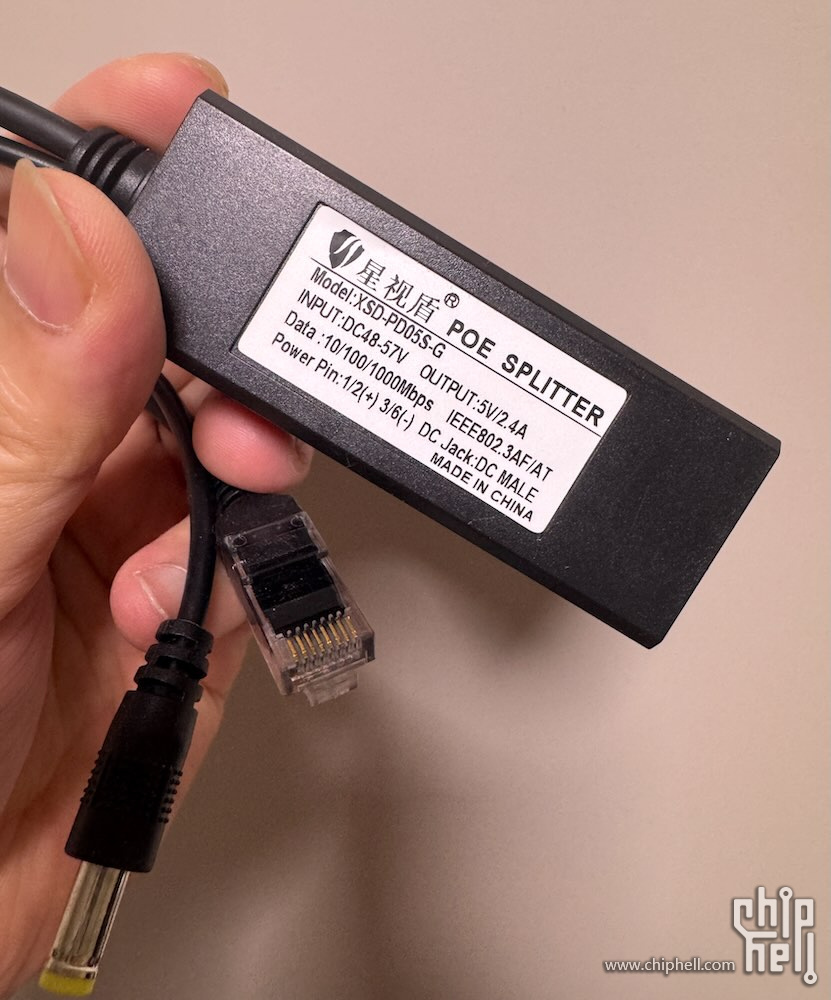 星视盾® POE SPLITTER
Model:XSD-PD05S-G
INPUT:DC48-57V OUTPUT:5V/2.4A
Data :10/100/1000Mbps IEEE802.3AF/AT
Power Pin:1/2(+) 3/6(-) DC Jack:DC MALE
MADE IN CHINA
www.chiphell.com
chip hell